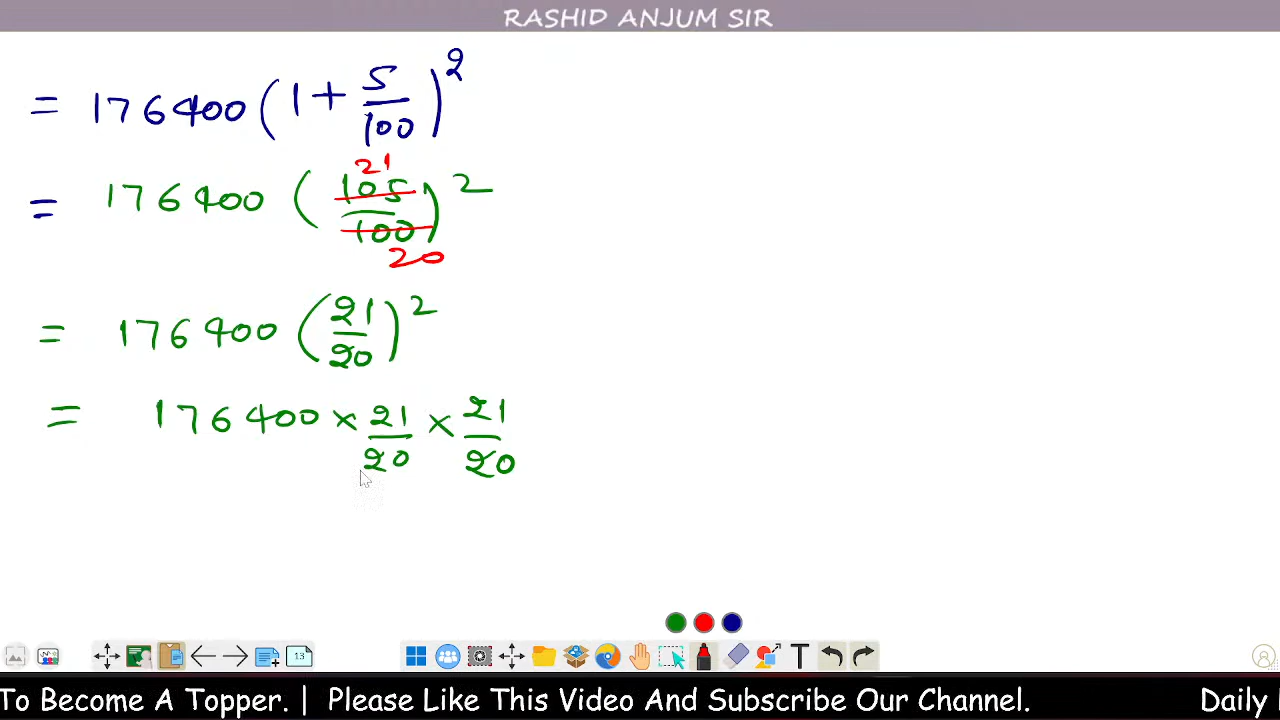 RASHID ANJUM SIR
= 176400 (1 + 5/100)^2
= 176400 (105/100)^2
21
20
= 176400 (21/20)^2
= 176400 × 21/20 × 21/20
13
To Become A Topper. | Please Like This Video And Subscribe Our Channel. Daily